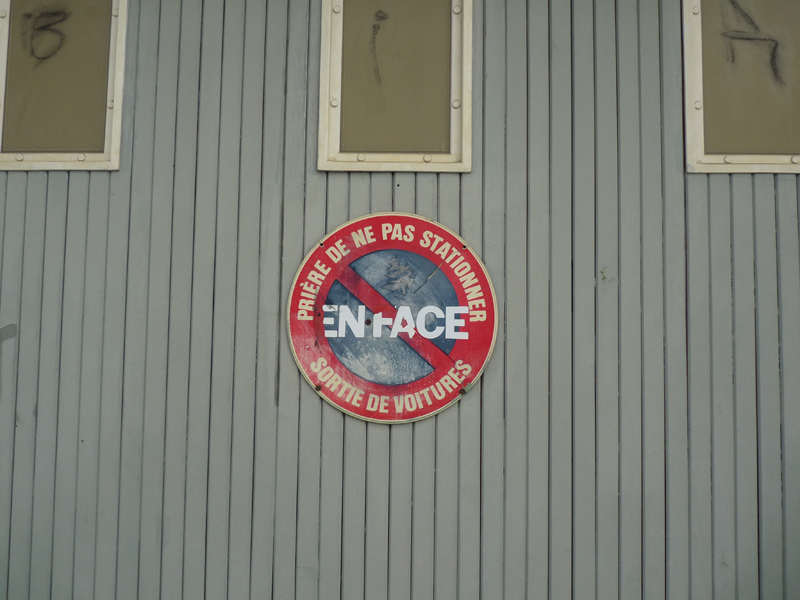 B
i
PRIÈRE DE NE PAS STATIONNER
EN FACE
SORTIE DE VOITURES